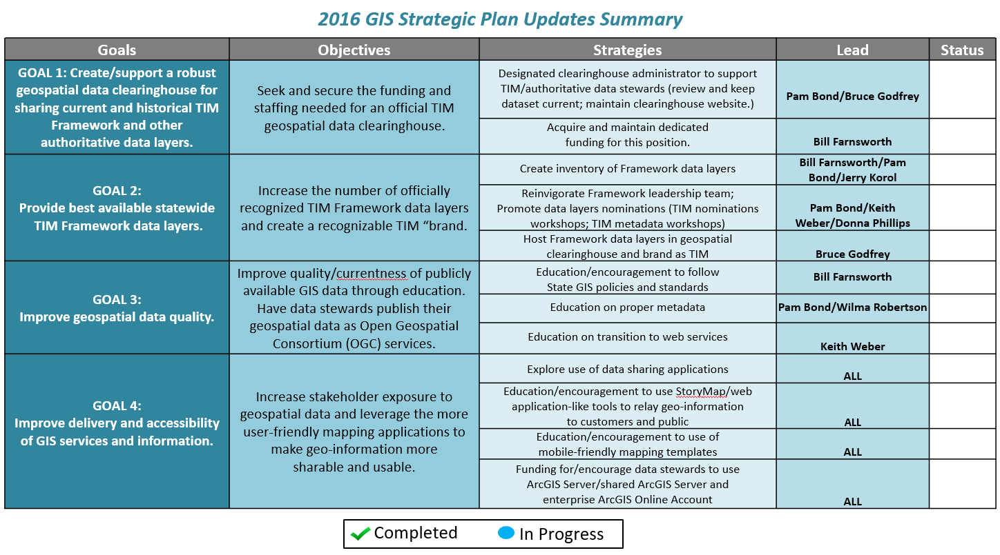 2016 GIS Strategic Plan Updates Summary
Goals
Objectives
Strategies
Lead
Status
GOAL 1: Create/support a robust
geospatial data clearinghouse for
sharing current and historical TIM
Framework and other
authoritative data layers.
Seek and secure the funding and
staffing needed for an official TIM
geospatial data clearinghouse.
Designated clearinghouse administrator to support
TIM/authoritative data stewards (review and keep
dataset current; maintain clearinghouse website.)
Pam Bond/Bruce Godfrey
Acquire and maintain dedicated
funding for this position.
Bill Farnsworth
GOAL 2:
Provide best available statewide
TIM Framework data layers.
Increase the number of officially
recognized TIM Framework data layers
and create a recognizable TIM “brand.
Create inventory of Framework data layers
Bill Farnsworth/Pam
Bond/Jerry Korol
Reinvigorate Framework leadership team;
Promote data layers nominations (TIM nominations
workshops; TIM metadata workshops)
Pam Bond/Keith
Weber/Donna Phillips
Host Framework data layers in geospatial
clearinghouse and brand as TIM
Bruce Godfrey
GOAL 3:
Improve geospatial data quality.
Improve quality/currentness of publicly
available GIS data through education.
Have data stewards publish their
geospatial data as Open Geospatial
Consortium (OGC) services.
Education/encouragement to follow
State GIS policies and standards
Bill Farnsworth
Education on proper metadata
Pam Bond/Wilma Robertson
Education on transition to web services
Keith Weber
GOAL 4:
Improve delivery and accessibility
of GIS services and information.
Increase stakeholder exposure to
geospatial data and leverage the more
user-friendly mapping applications to
make geo-information more
sharable and usable.
Explore use of data sharing applications
ALL
Education/encouragement to use StoryMap/web
application-like tools to relay geo-information
to customers and public
ALL
Education/encouragement to use of
mobile-friendly mapping templates
ALL
Funding for/encourage data stewards to use
ArcGIS Server/shared ArcGIS Server and
enterprise ArcGIS Online Account
ALL
Completed
In Progress